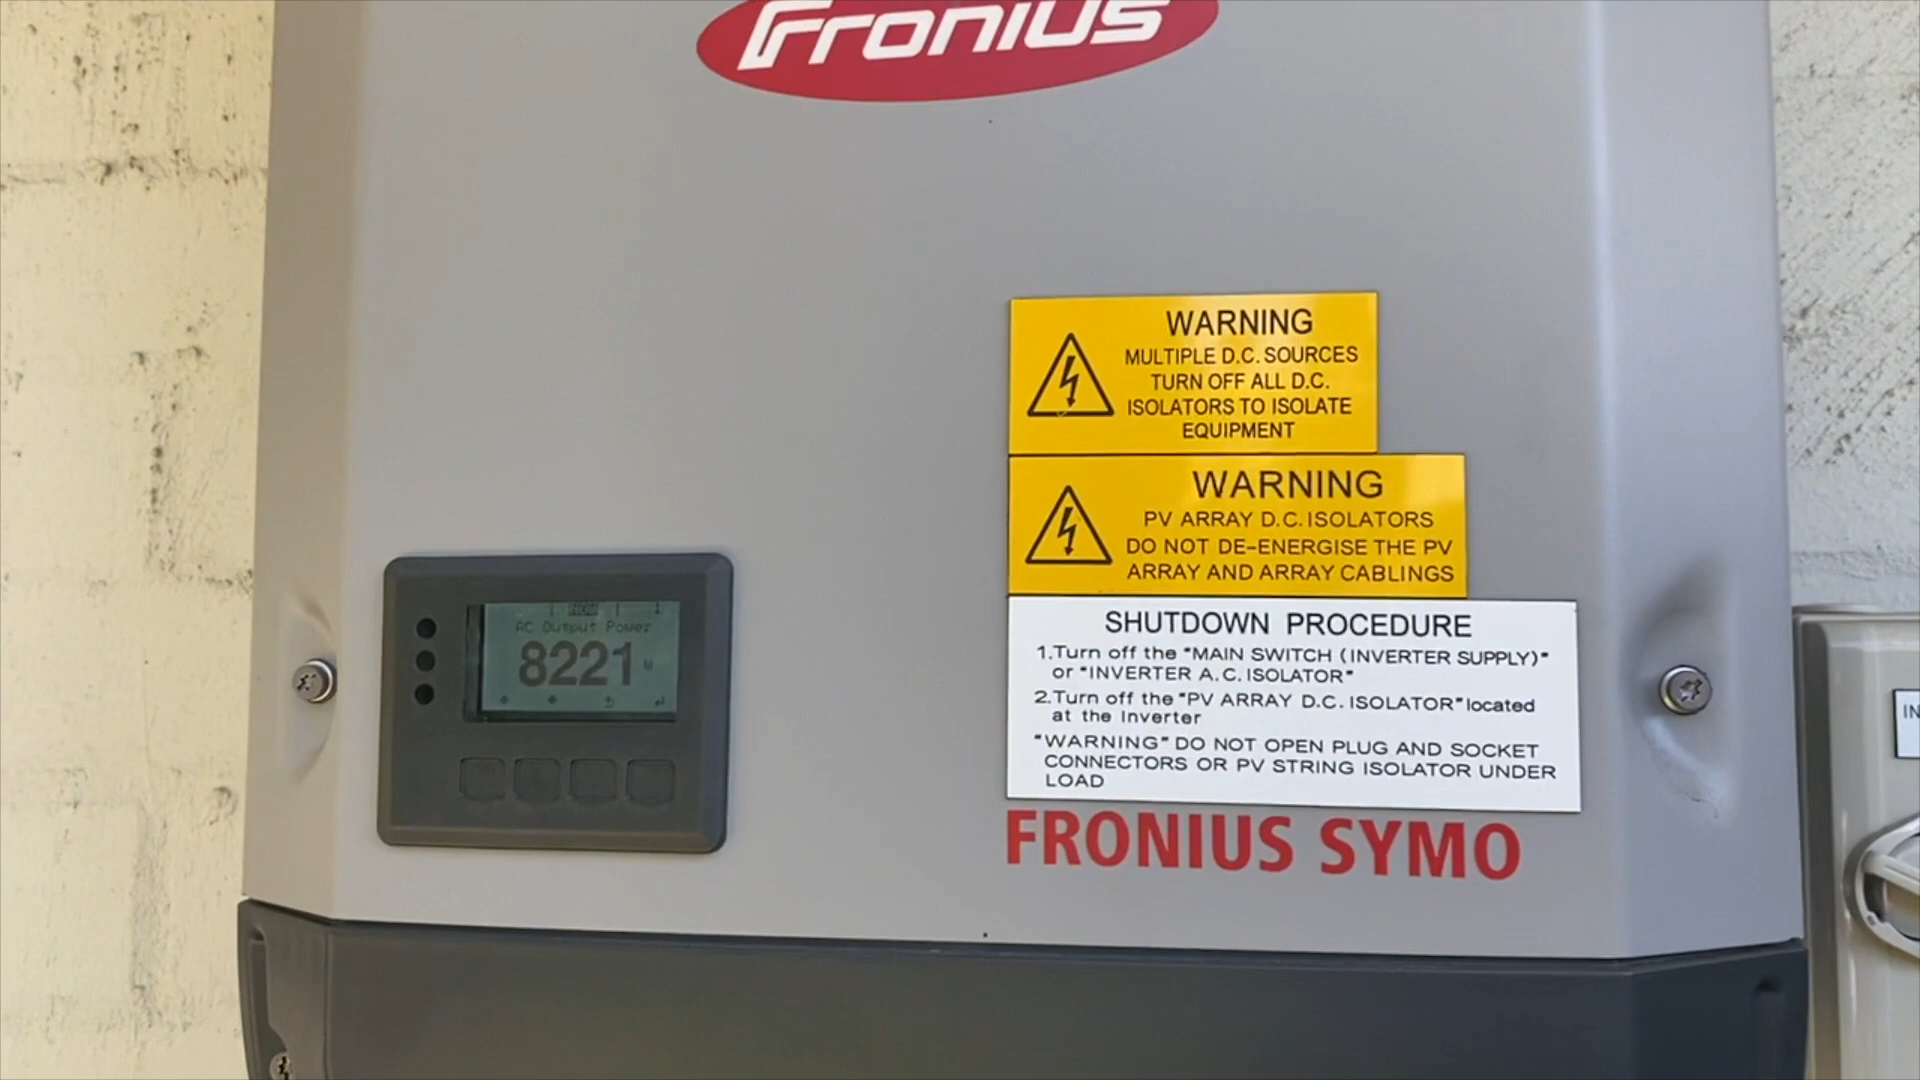 Fronius
WARNING
MULTIPLE D.C. SOURCES
TURN OFF ALL D.C.
ISOLATORS TO ISOLATE
EQUIPMENT
WARNING
PV ARRAY D.C. ISOLATORS
DO NOT DE-ENERGISE THE PV
ARRAY AND ARRAY CABLINGS
SHUTDOWN PROCEDURE
1.Turn off the "MAIN SWITCH (INVERTER SUPPLY)"
or "INVERTER A.C. ISOLATOR"
2.Turn off the "PV ARRAY D.C. ISOLATOR" located
at the Inverter
"WARNING" DO NOT OPEN PLUG AND SOCKET
CONNECTORS OR PV STRING ISOLATOR UNDER
LOAD
FRONIUS SYMO
1
AC Output Power
8221 W
IN